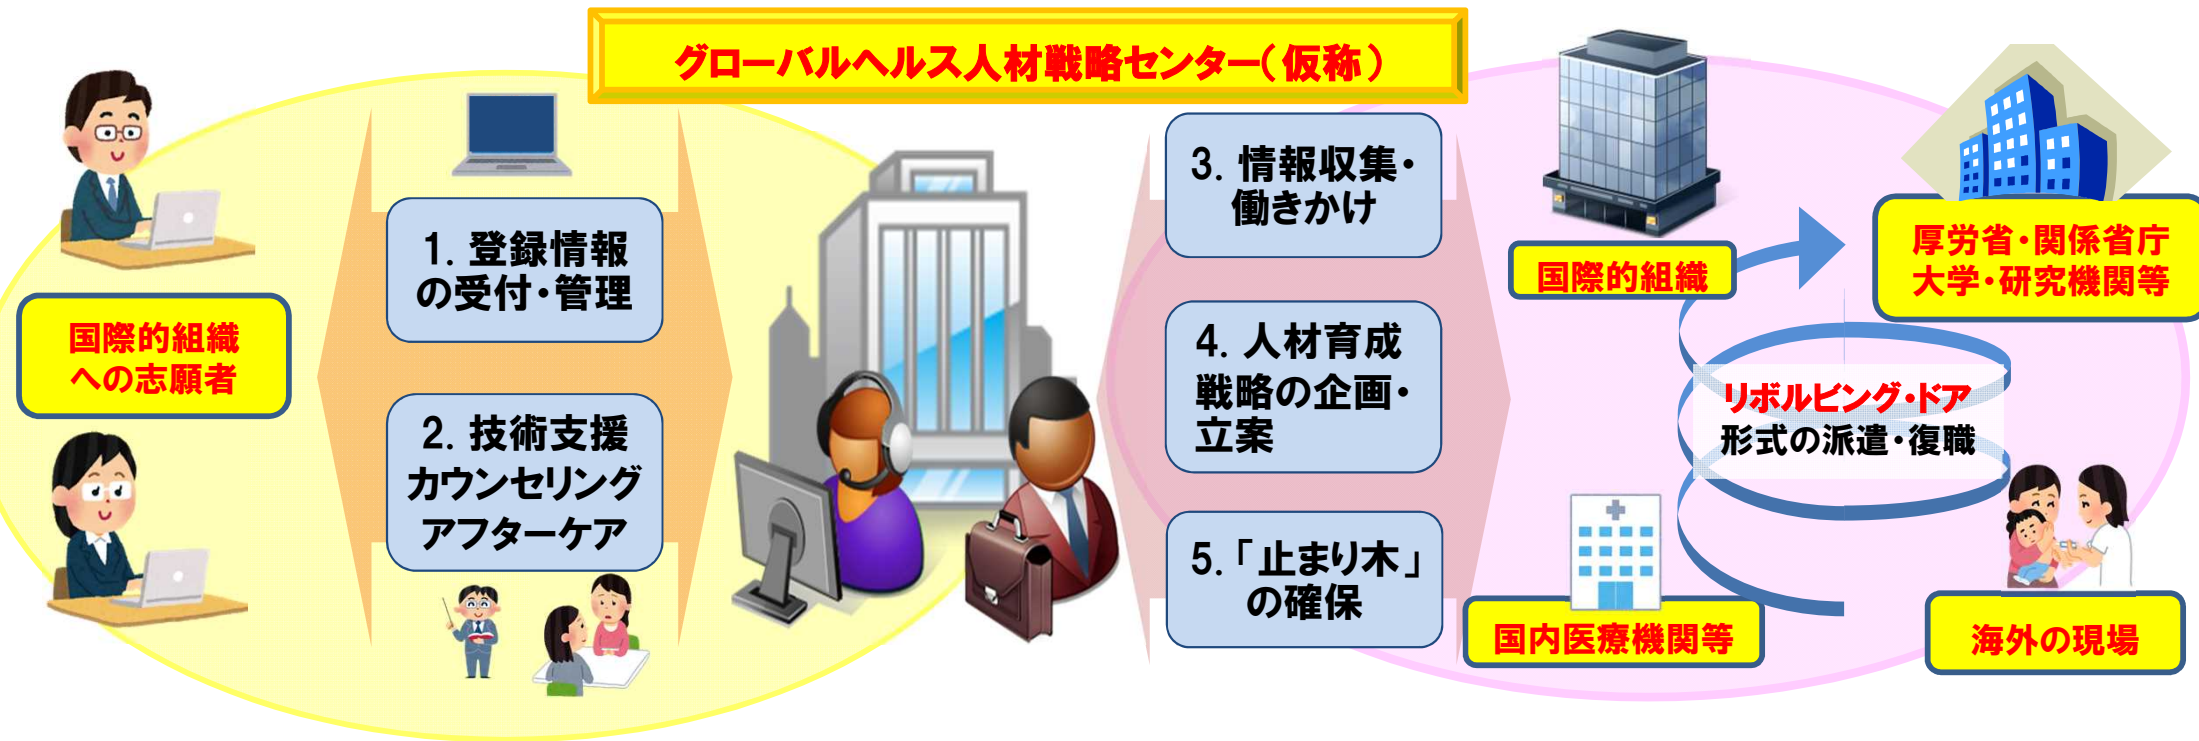 グローバルヘルス人材戦略センター（仮称）
国際的組織
への志願者
1. 登録情報
の受付・管理
2. 技術支援
カウンセリング
アフターケア
3. 情報収集・
働きかけ
4. 人材育成
戦略の企画・
立案
5.「止まり木」
の確保
国際的組織
厚労省・関係省庁
大学・研究機関等
リボルビング・ドア
形式の派遣・復職
国内医療機関等
海外の現場